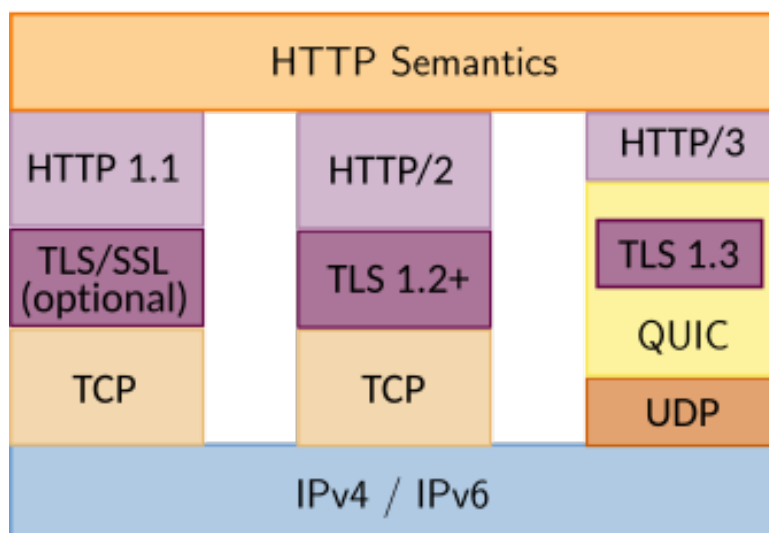 HTTP Semantics
HTTP 1.1
TLS/SSL
(optional)
TCP
HTTP/2
TLS 1.2+
TCP
HTTP/3
TLS 1.3
QUIC
UDP
IPv4 / IPv6